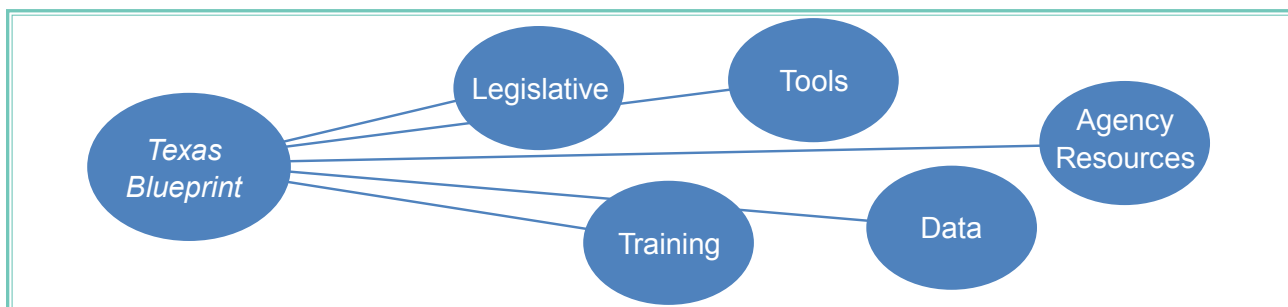 Texas
Blueprint
Legislative
Tools
Agency
Resources
Training
Data